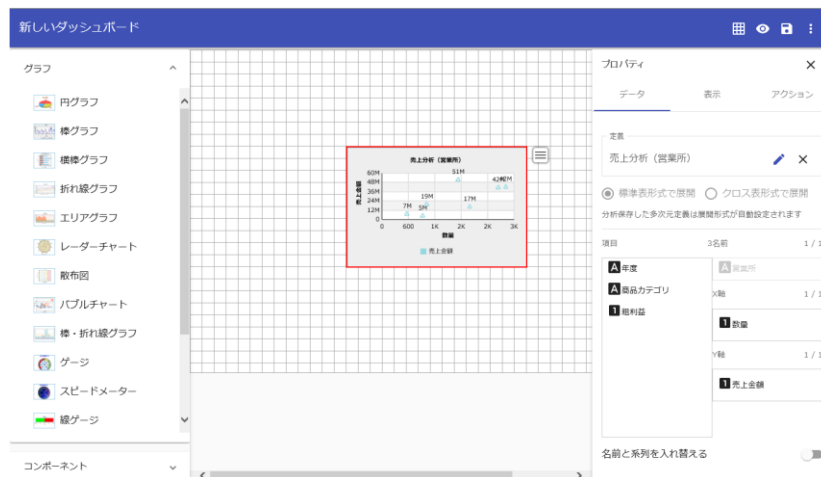 新しいダッシュボード
グラフ
円グラフ
棒グラフ
横棒グラフ
折れ線グラフ
エリアグラフ
レーダーチャート
散布図
バブルチャート
棒・折れ線グラフ
ゲージ
スピードメーター
線ゲージ
コンポーネント
売上分析（営業所）
売上金額
60M
48M
36M
24M
12M
0
51M
42M
19M
17M
7M
5M
0 600 1K 2K 2K 3K
数量
売上金額
プロパティ
データ 表示 アクション
定義
売上分析（営業所）
標準表形式で展開 クロス表形式で展開
分析保存した多次元定義は展開形式が自動設定されます
項目 3 名前 1 / 1
A 年度
A 商品カテゴリ
1 粗利益
A 営業所
X軸 1 / 1
1 数量
Y軸 1 / 1
1 売上金額
名前と系列を入れ替える